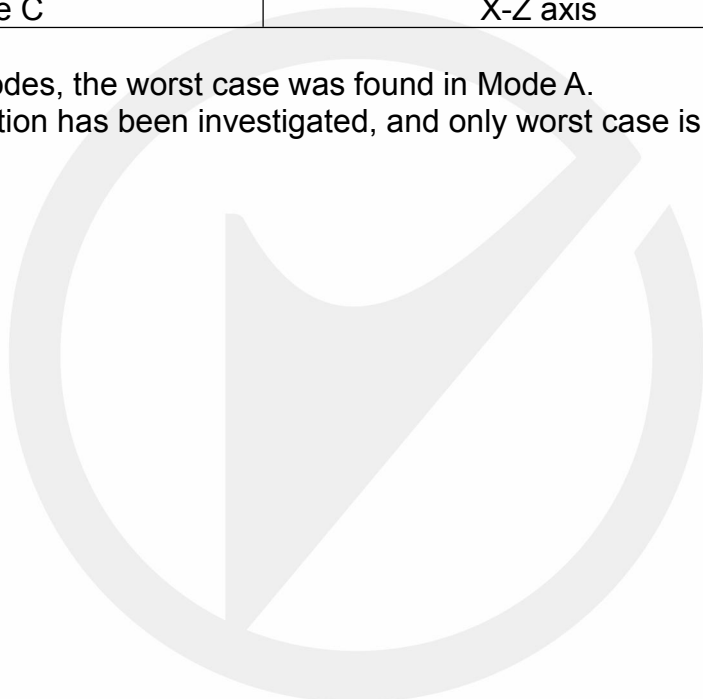 e C X-Z axis
odes, the worst case was found in Mode A.
tion has been investigated, and only worst case is